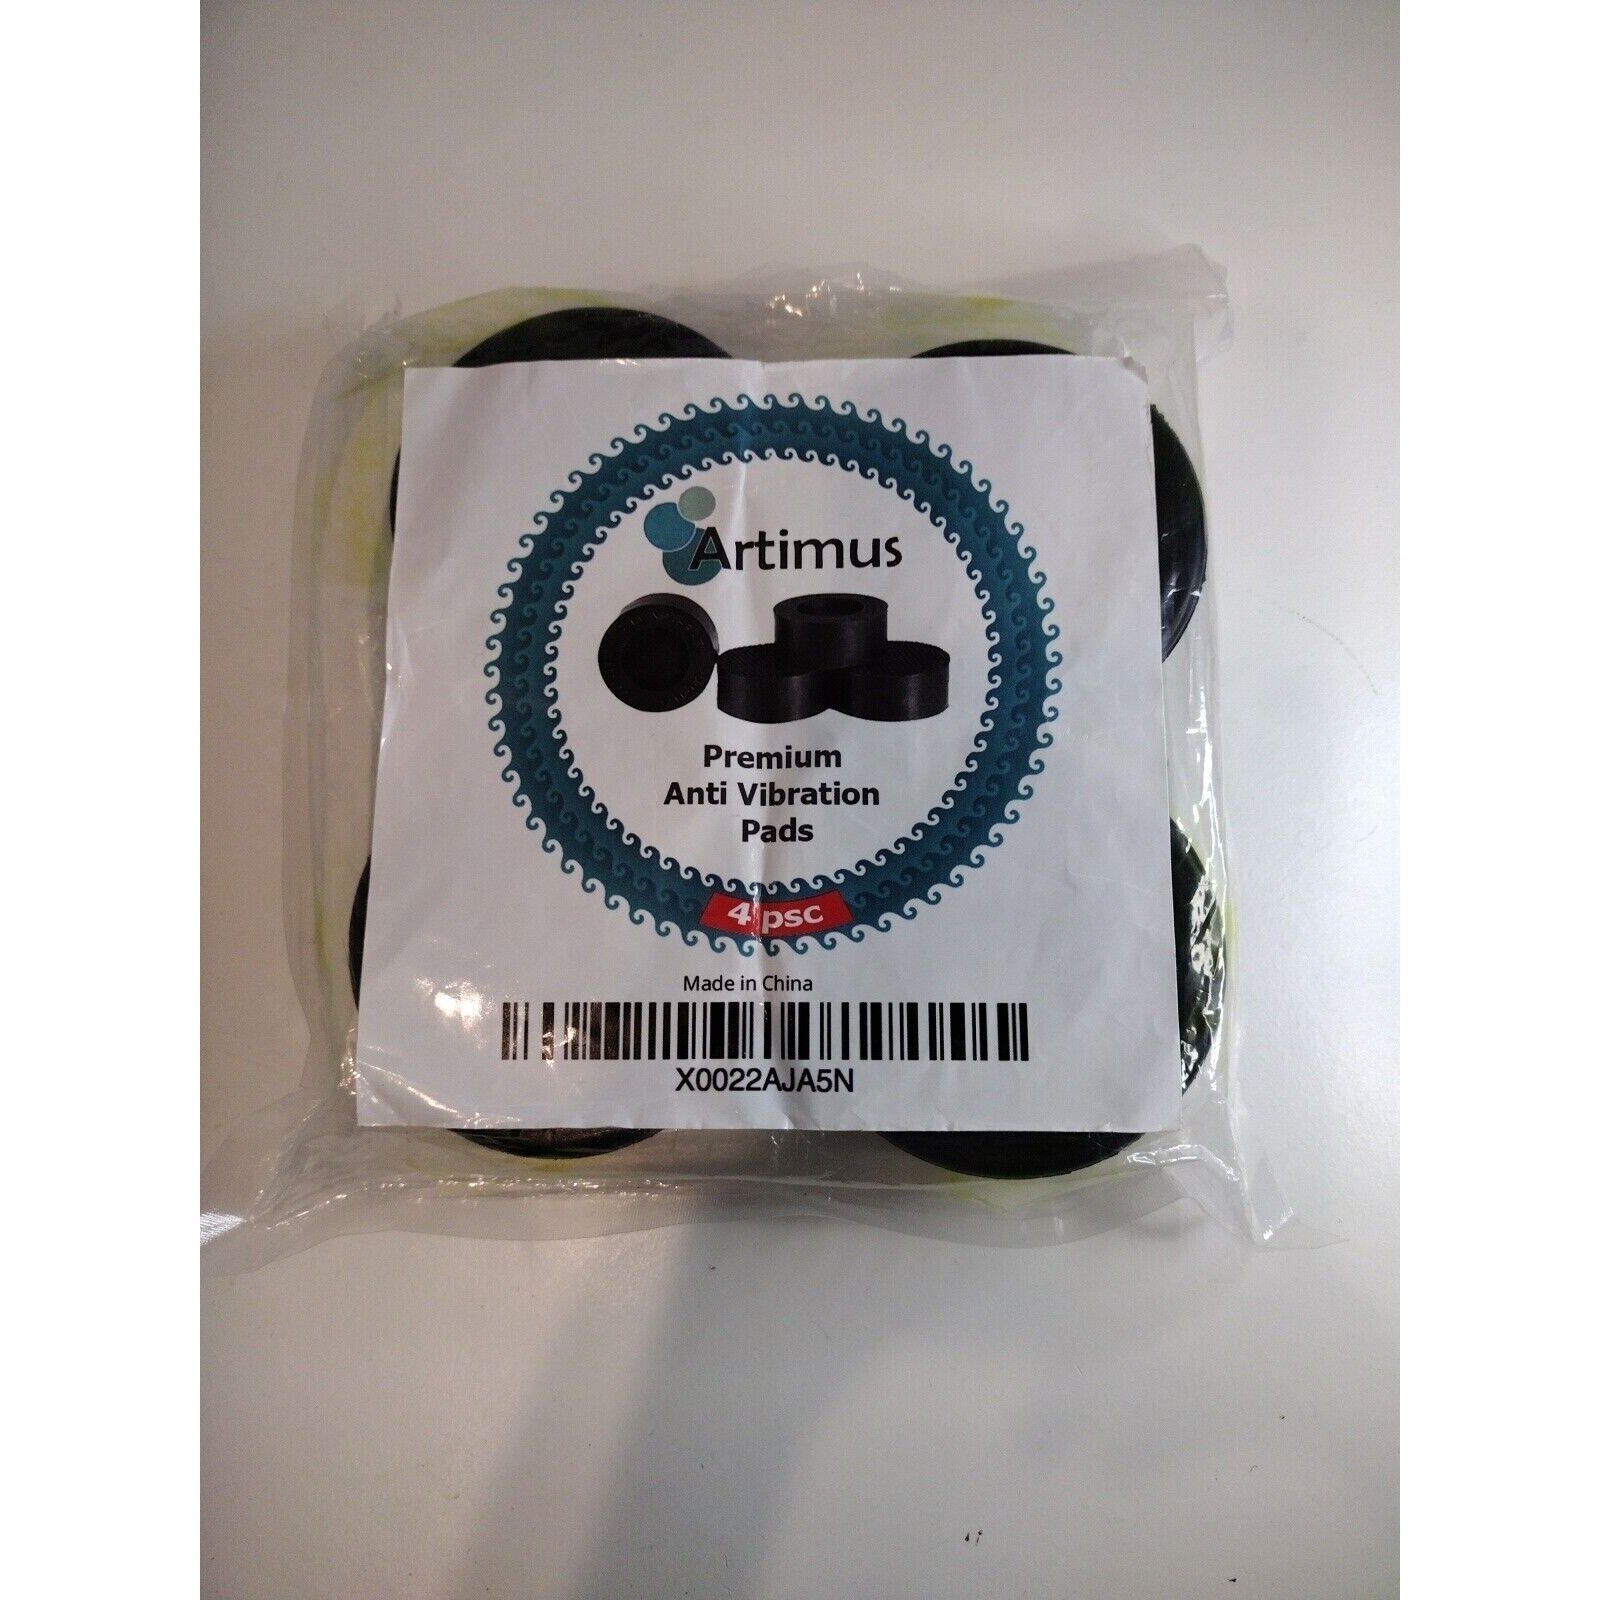 Artimus
Premium
Anti Vibration
Pads
4 psc
Made in China
X0022AJA5N